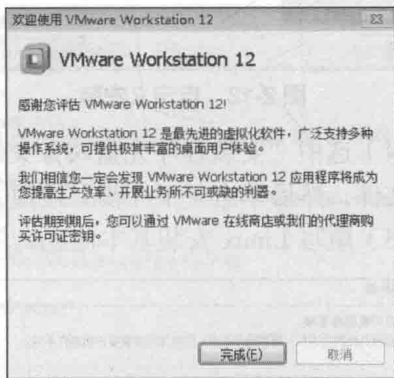 欢迎使用 VMware Workstation 12
VMware Workstation 12
感谢您评估 VMware Workstation 12!
VMware Workstation 12 是最先进的虚拟化软件，广泛支持多种
操作系统，可提供极其丰富的桌面用户体验。
我们相信您一定会发现 VMware Workstation 12 应用程序将成为
您提高生产效率、开展业务所不可或缺的利器。
评估期到期后，您可以通过 VMware 在线商店或我们的代理商购
买许可证密钥。
完成(F) 取消